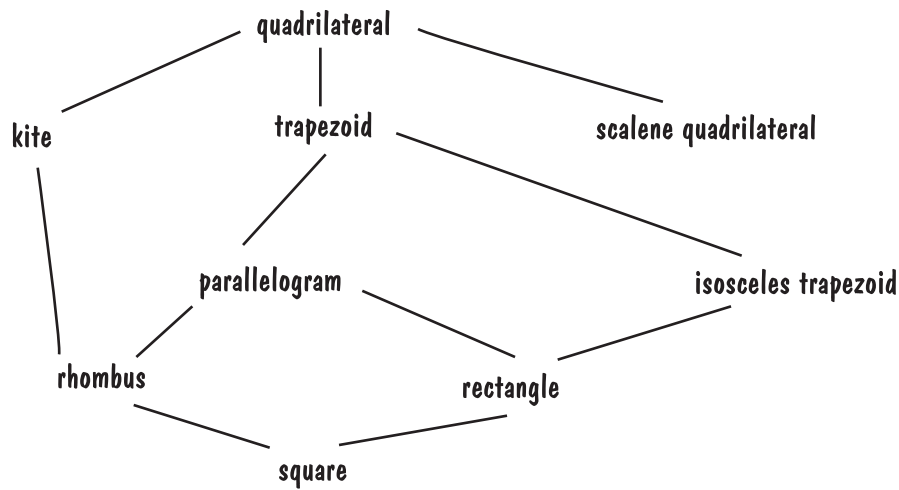 quadrilateral
kite
trapezoid
scalene quadrilateral
parallelogram
isosceles trapezoid
rhombus
rectangle
square